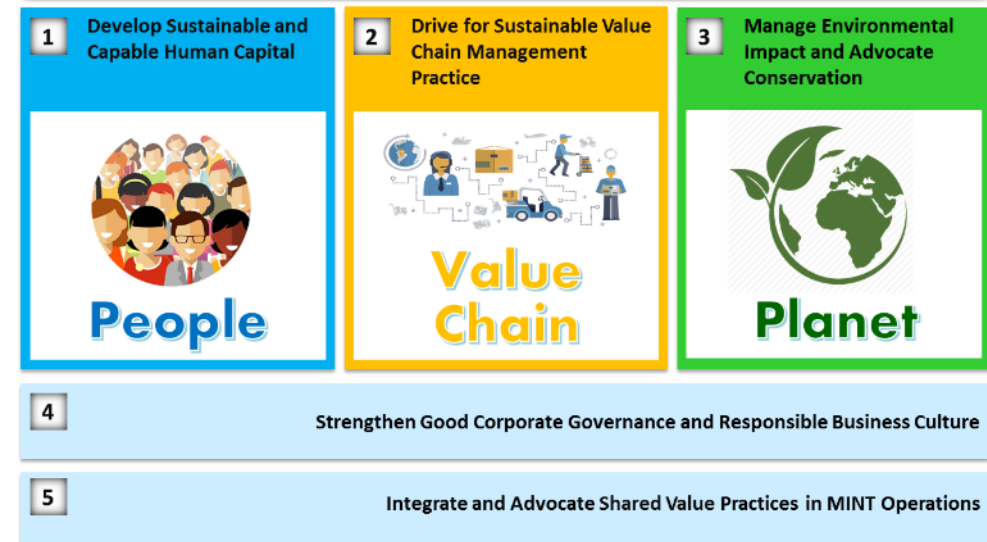 1
Develop Sustainable and
Capable Human Capital
People
2
Drive for Sustainable Value
Chain Management
Practice
Value
Chain
3
Manage Environmental
Impact and Advocate
Conservation
Planet
4
Strengthen Good Corporate Governance and Responsible Business Culture
5
Integrate and Advocate Shared Value Practices in MINT Operations